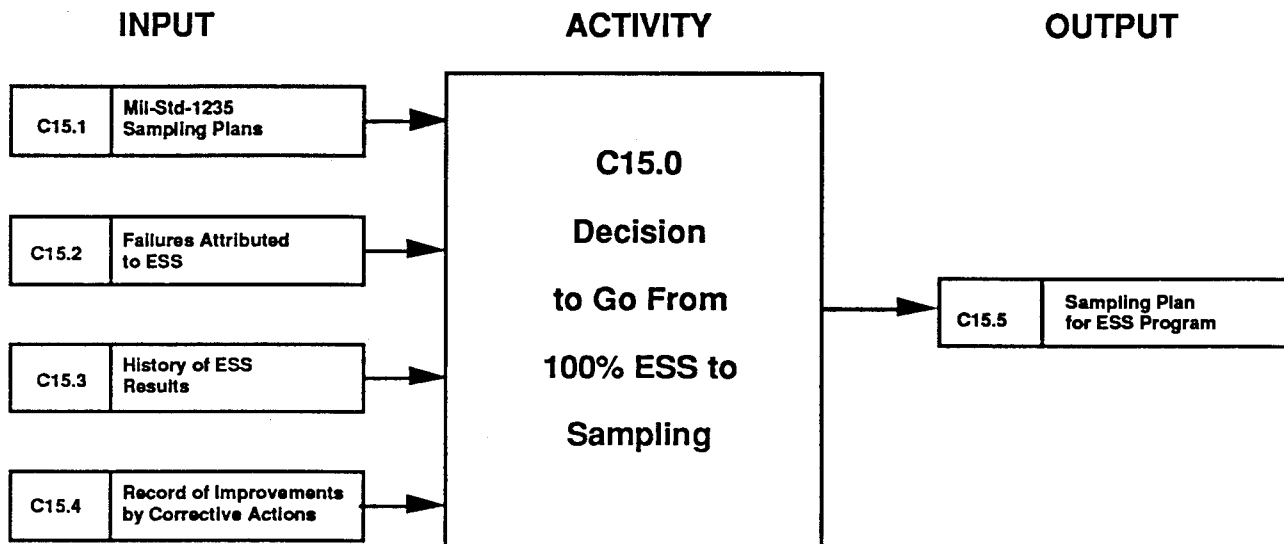 INPUT
ACTIVITY
OUTPUT
C15.1
Mil-Std-1235
Sampling Plans
C15.2
Failures Attributed
to ESS
C15.3
History of ESS
Results
C15.4
Record of Improvements
by Corrective Actions
C15.0
Decision
to Go From
100% ESS to
Sampling
C15.5
Sampling Plan
for ESS Program